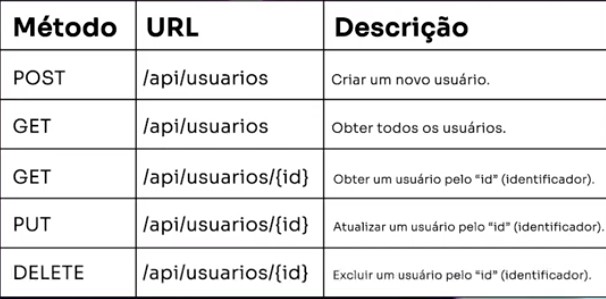 Método URL Descrição
POST /api/usuarios Criar um novo usuário.
GET /api/usuarios Obter todos os usuários.
GET /api/usuarios/{id} Obter um usuário pelo “id” (identificador).
PUT /api/usuarios/{id} Atualizar um usuário pelo “id” (identificador).
DELETE /api/usuarios/{id} Excluir um usuário pelo “id” (identificador).